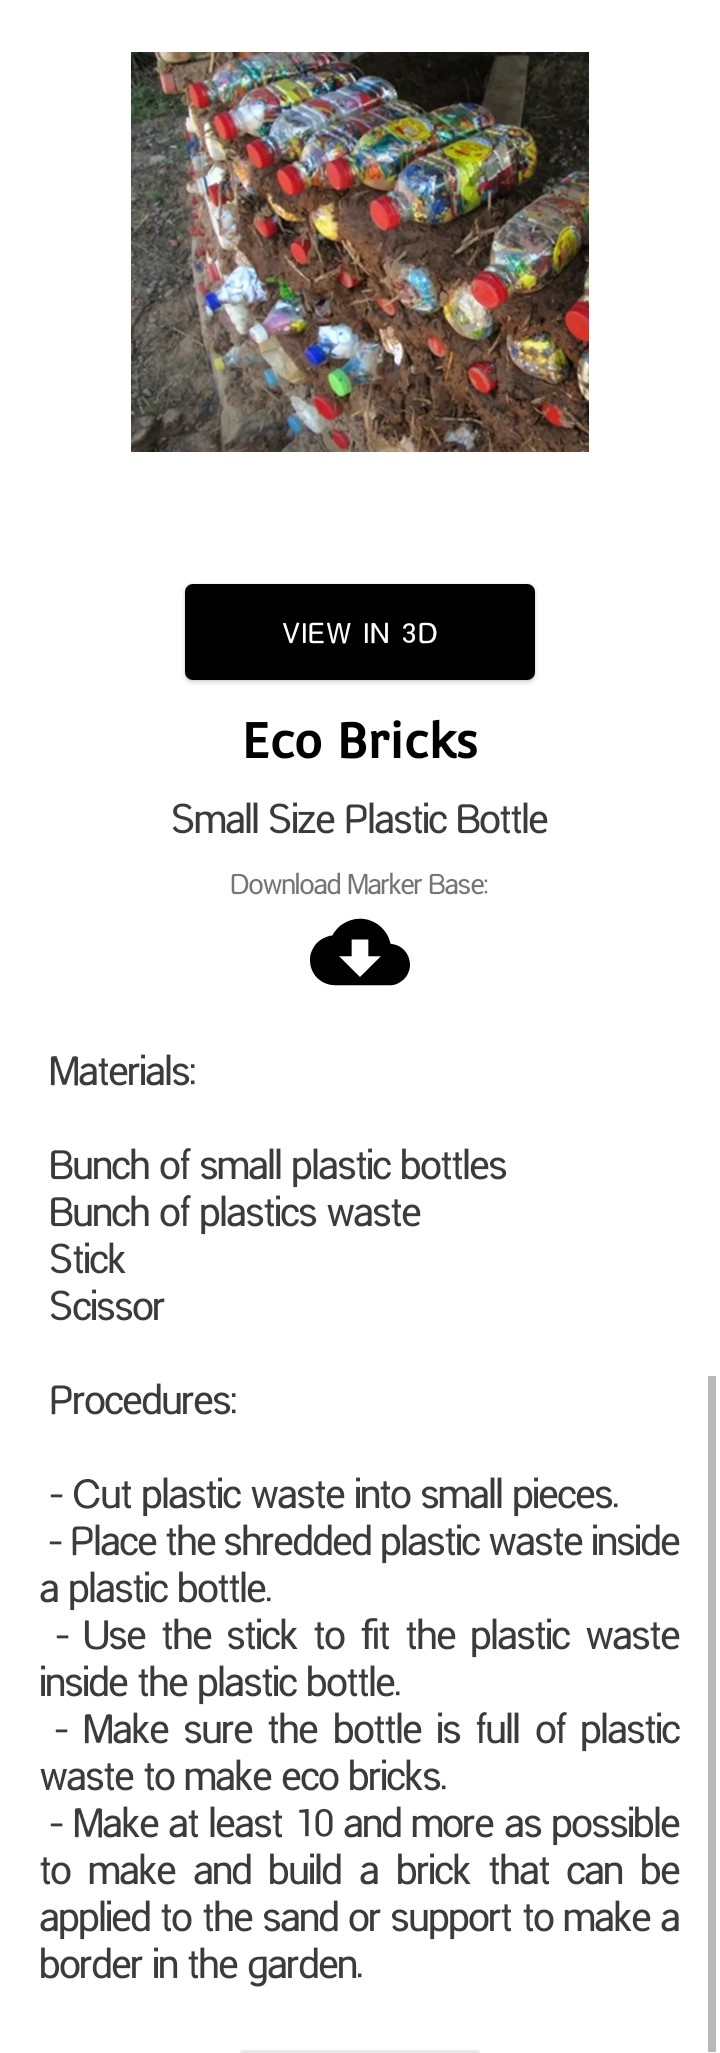 VIEW IN 3D
Eco Bricks
Small Size Plastic Bottle
Download Marker Base:
Materials:
Bunch of small plastic bottles
Bunch of plastics waste
Stick
Scissor
Procedures:
- Cut plastic waste into small pieces.
- Place the shredded plastic waste inside
a plastic bottle.
- Use the stick to fit the plastic waste
inside the plastic bottle.
- Make sure the bottle is full of plastic
waste to make eco bricks.
- Make at least 10 and more as possible
to make and build a brick that can be
applied to the sand or support to make a
border in the garden.